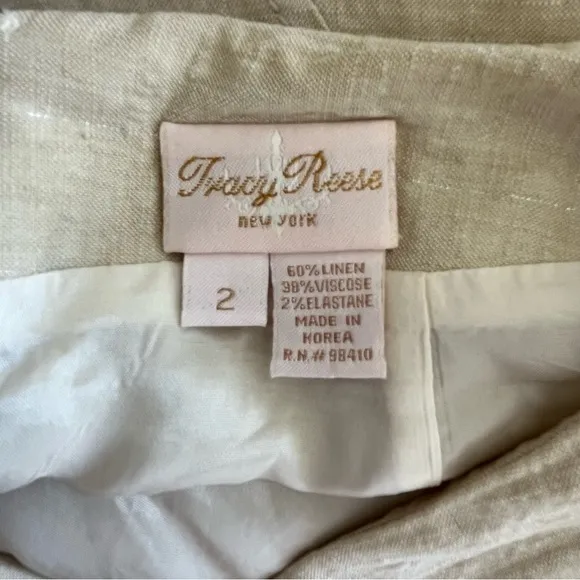 Tracy Reese
new york
2
60%LINEN
38%VISCOSE
2%ELASTANE
MADE IN
KOREA
R.N.# 98410